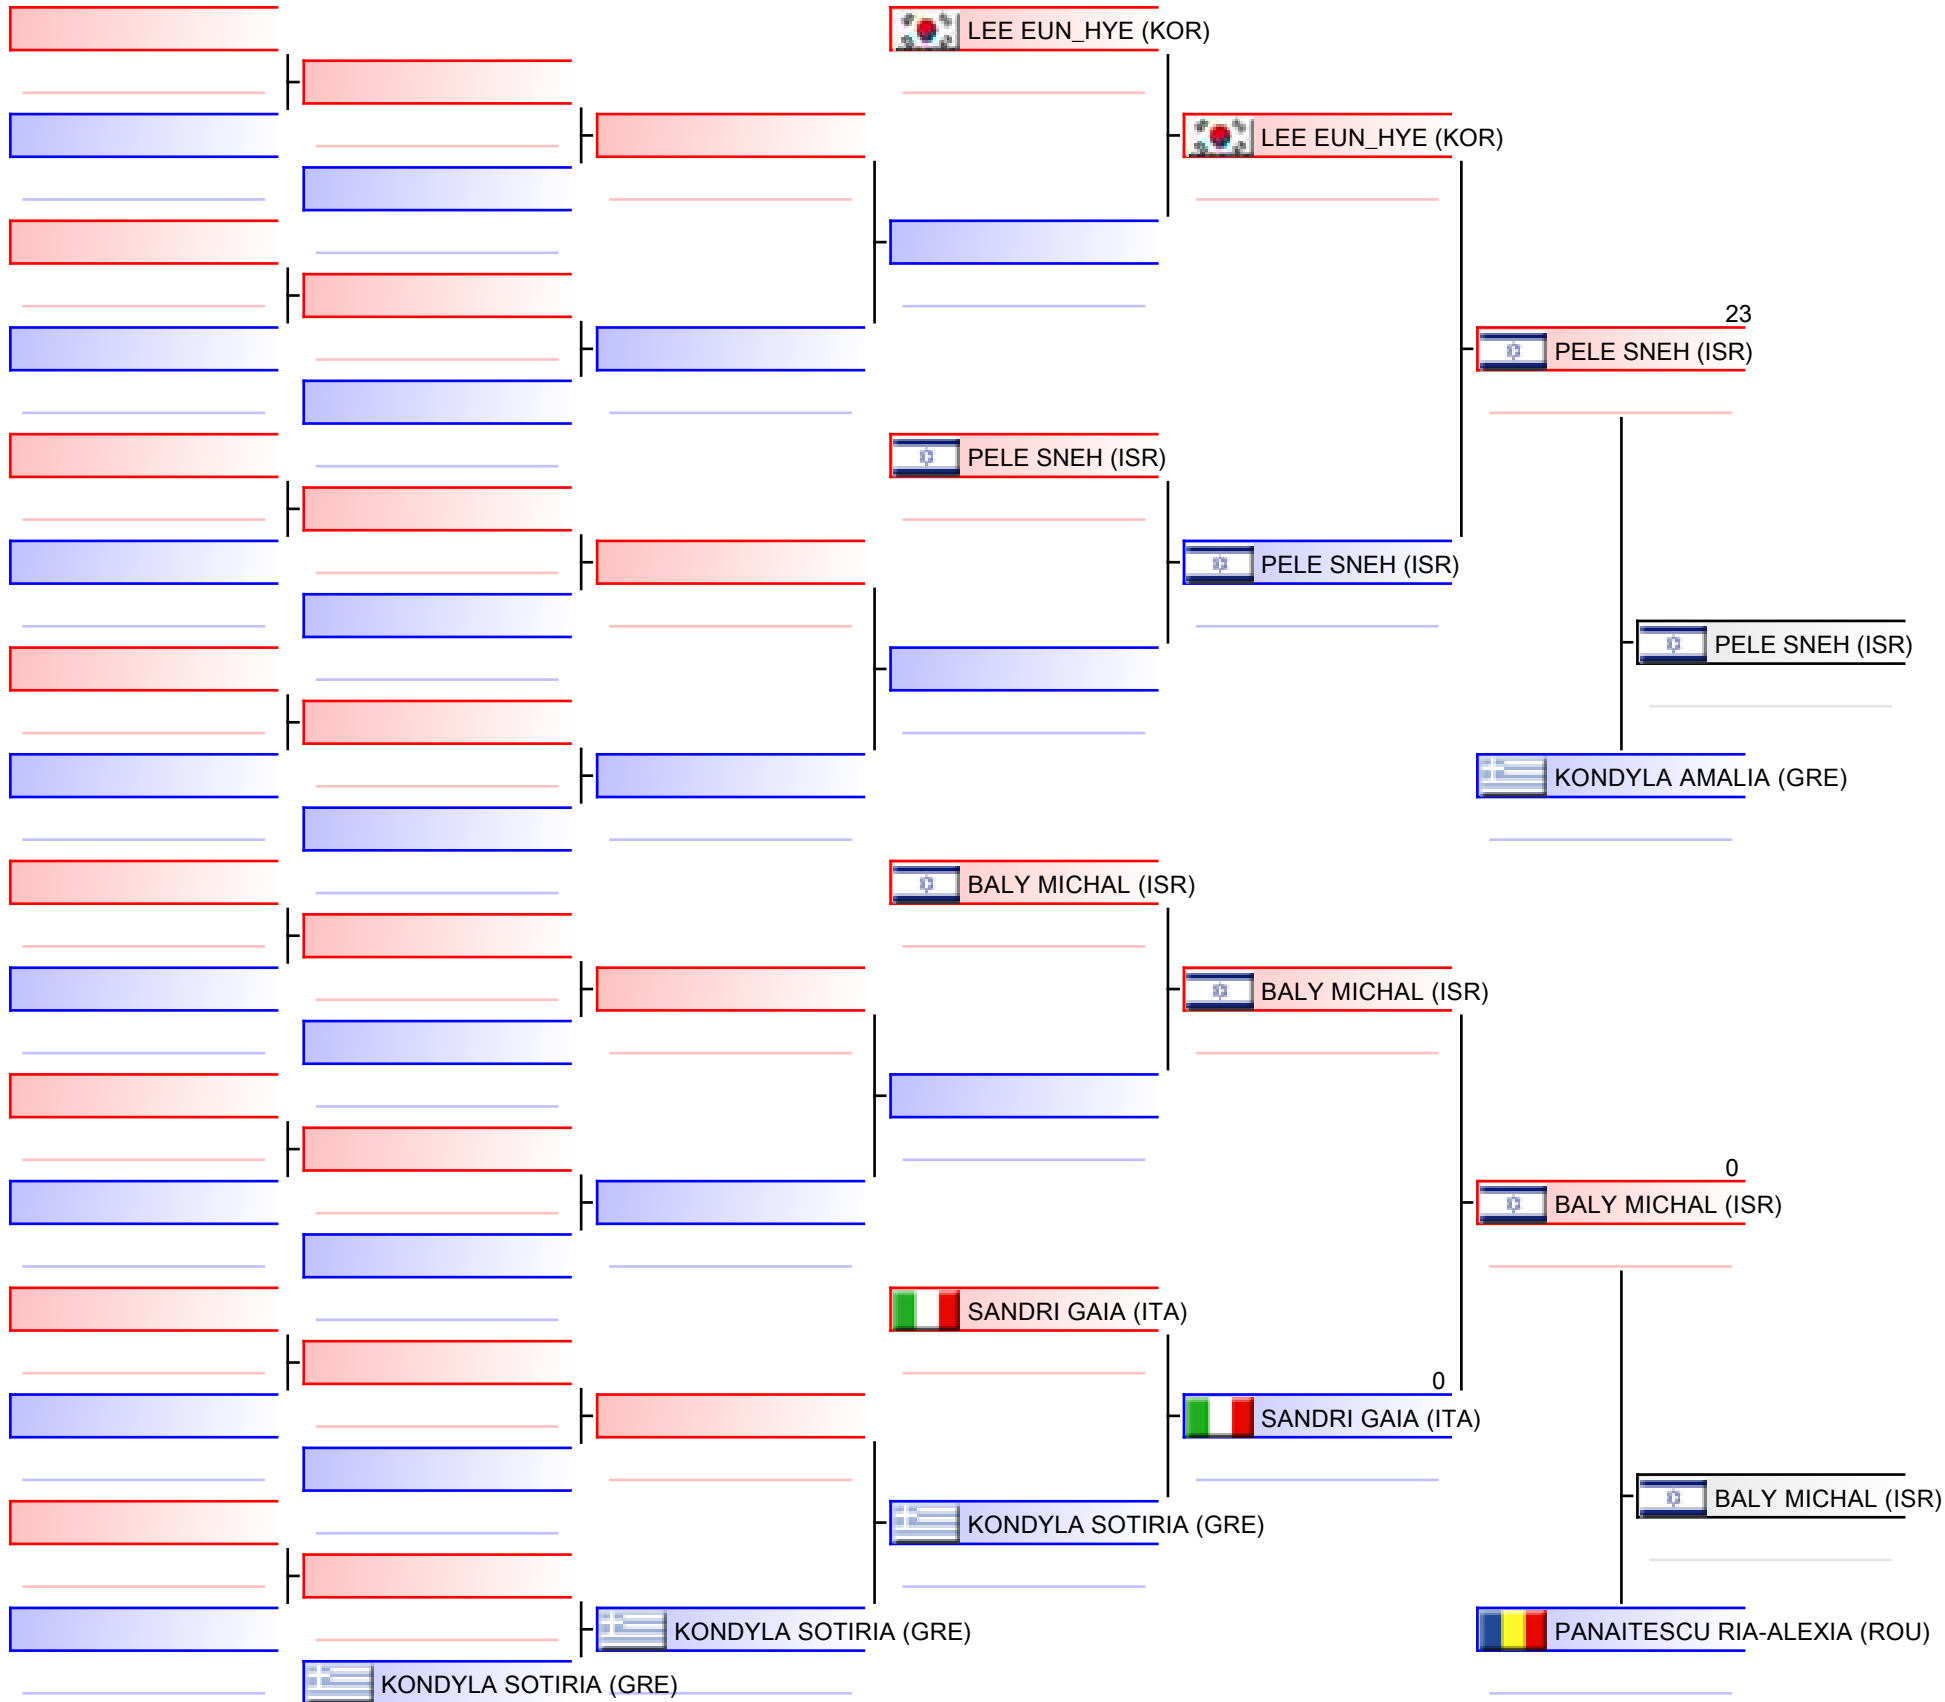 LEE EUN_HYE (KOR)
LEE EUN_HYE (KOR)
23
PELE SNEH (ISR)
PELE SNEH (ISR)
PELE SNEH (ISR)
PELE SNEH (ISR)
KONDYLA AMALIA (GRE)
BALY MICHAL (ISR)
BALY MICHAL (ISR)
0
BALY MICHAL (ISR)
SANDRI GAIA (ITA)
0
SANDRI GAIA (ITA)
BALY MICHAL (ISR)
KONDYLA SOTIRIA (GRE)
KONDYLA SOTIRIA (GRE)
PANAITESCU RIA-ALEXIA (ROU)
KONDYLA SOTIRIA (GRE)